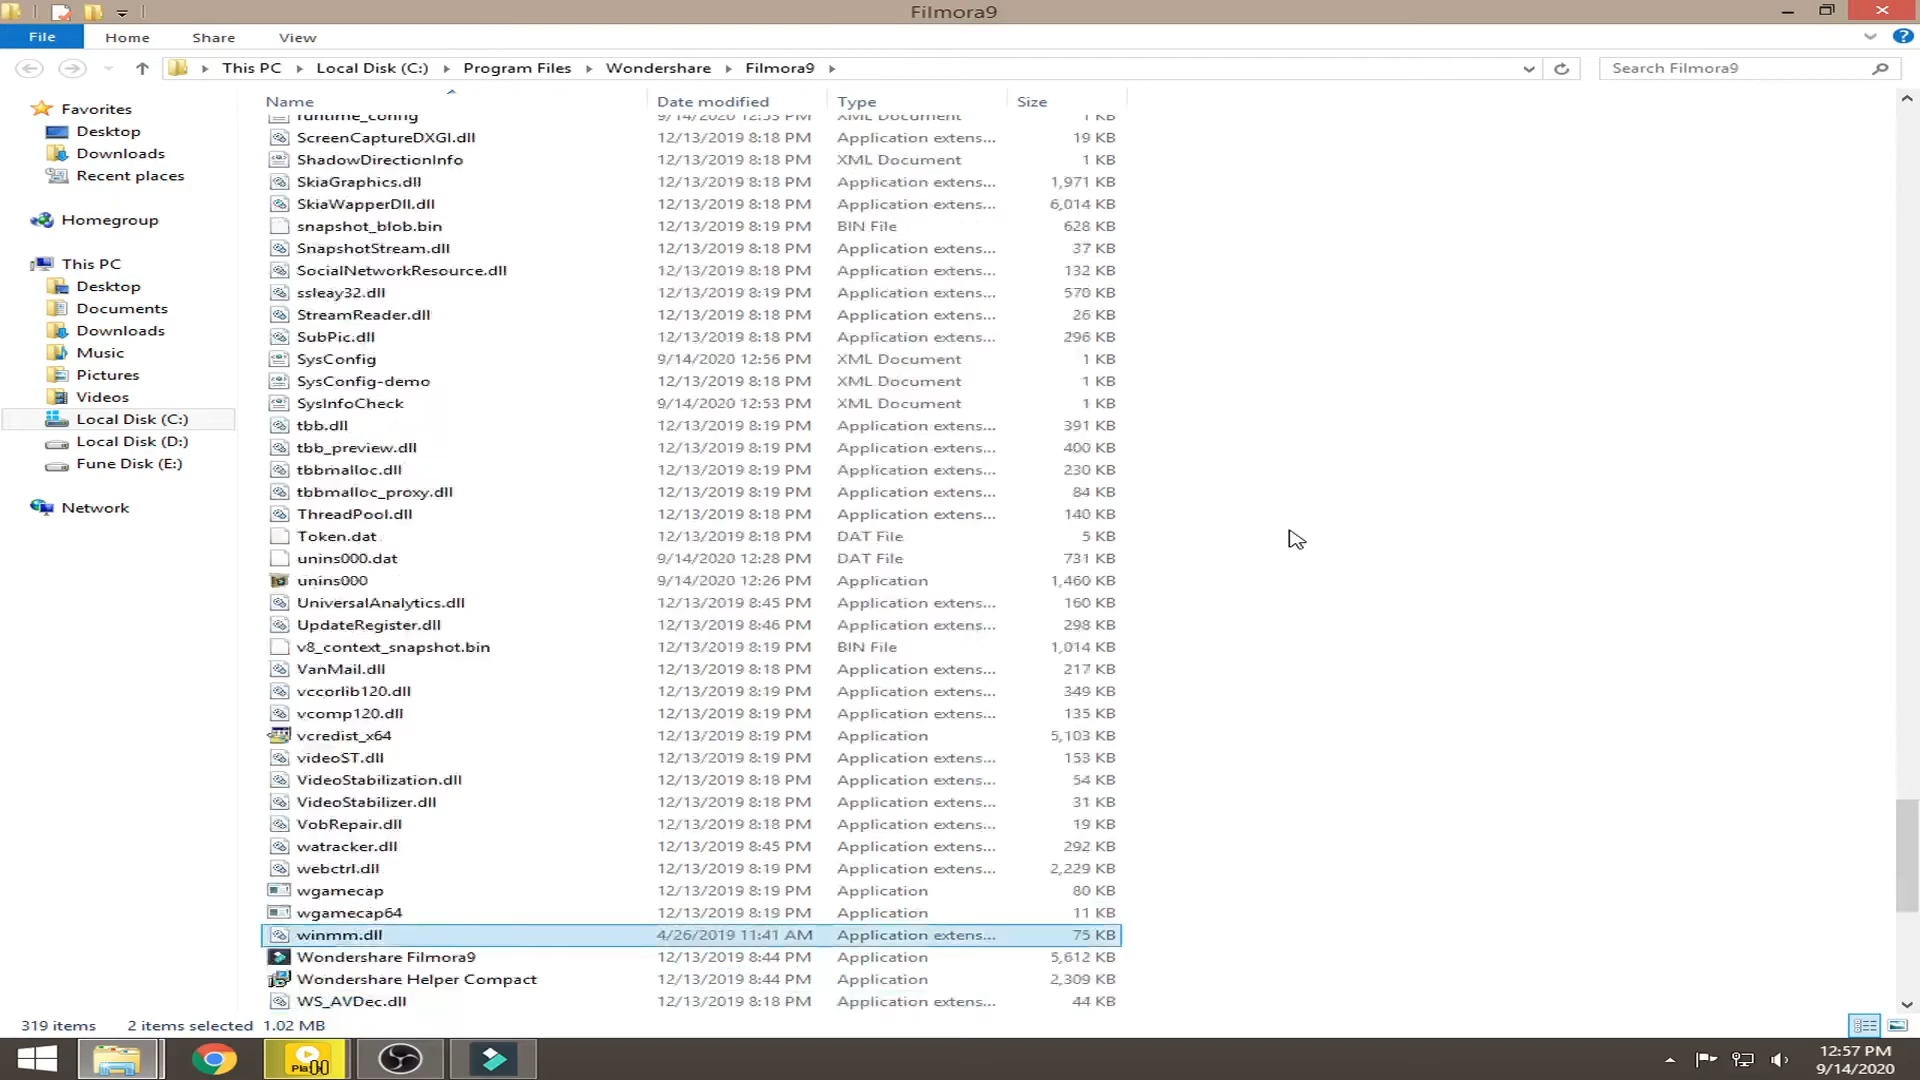 Filmora9
File Home Share View
This PC Local Disk (C:) Program Files Wondershare Filmora9 Search Filmora9
Name Date modified Type Size
Favorites
Desktop
Downloads
Recent places
Homegroup
This PC
Desktop
Documents
Downloads
Music
Pictures
Videos
Local Disk (C:)
Local Disk (D:)
Fune Disk (E:)
Network
runtime_config 9/14/2020 12:53 PM XML Document 1 KB
ScreenCaptureDXGI.dll 12/13/2019 8:18 PM Application extens... 19 KB
ShadowDirectionInfo 12/13/2019 8:18 PM XML Document 1 KB
SkiaGraphics.dll 12/13/2019 8:18 PM Application extens... 1,971 KB
SkiaWapperDll.dll 12/13/2019 8:18 PM Application extens... 6,014 KB
snapshot_blob.bin 12/13/2019 8:19 PM BIN File 628 KB
SnapshotStream.dll 12/13/2019 8:18 PM Application extens... 37 KB
SocialNetworkResource.dll 12/13/2019 8:18 PM Application extens... 132 KB
ssleay32.dll 12/13/2019 8:19 PM Application extens... 570 KB
StreamReader.dll 12/13/2019 8:18 PM Application extens... 26 KB
SubPic.dll 12/13/2019 8:18 PM Application extens... 296 KB
SysConfig 9/14/2020 12:56 PM XML Document 1 KB
SysConfig-demo 12/13/2019 8:18 PM XML Document 1 KB
SysInfoCheck 9/14/2020 12:53 PM XML Document 1 KB
tbb.dll 12/13/2019 8:19 PM Application extens... 391 KB
tbb_preview.dll 12/13/2019 8:19 PM Application extens... 400 KB
tbbmalloc.dll 12/13/2019 8:19 PM Application extens... 230 KB
tbbmalloc_proxy.dll 12/13/2019 8:19 PM Application extens... 84 KB
ThreadPool.dll 12/13/2019 8:18 PM Application extens... 140 KB
Token.dat 12/13/2019 8:18 PM DAT File 5 KB
unins000.dat 9/14/2020 12:28 PM DAT File 731 KB
unins000 9/14/2020 12:26 PM Application 1,460 KB
UniversalAnalytics.dll 12/13/2019 8:45 PM Application extens... 160 KB
UpdateRegister.dll 12/13/2019 8:46 PM Application extens... 298 KB
v8_context_snapshot.bin 12/13/2019 8:19 PM BIN File 1,014 KB
VanMail.dll 12/13/2019 8:18 PM Application extens... 217 KB
vccorlib120.dll 12/13/2019 8:19 PM Application extens... 349 KB
vcomp120.dll 12/13/2019 8:19 PM Application extens... 135 KB
vcredist_x64 12/13/2019 8:19 PM Application 5,103 KB
videoST.dll 12/13/2019 8:18 PM Application extens... 153 KB
VideoStabilization.dll 12/13/2019 8:18 PM Application extens... 54 KB
VideoStabilizer.dll 12/13/2019 8:18 PM Application extens... 31 KB
VobRepair.dll 12/13/2019 8:18 PM Application extens... 19 KB
watracker.dll 12/13/2019 8:45 PM Application extens... 292 KB
webctrl.dll 12/13/2019 8:19 PM Application extens... 2,229 KB
wgamecap 12/13/2019 8:19 PM Application 80 KB
wgamecap64 12/13/2019 8:19 PM Application 11 KB
winmm.dll 4/26/2019 11:41 AM Application extens... 75 KB
Wondershare Filmora9 12/13/2019 8:44 PM Application 5,612 KB
Wondershare Helper Compact 12/13/2019 8:44 PM Application 2,309 KB
WS_AVDec.dll 12/13/2019 8:18 PM Application extens... 44 KB
319 items 2 items selected 1.02 MB
12:57 PM
9/14/2020